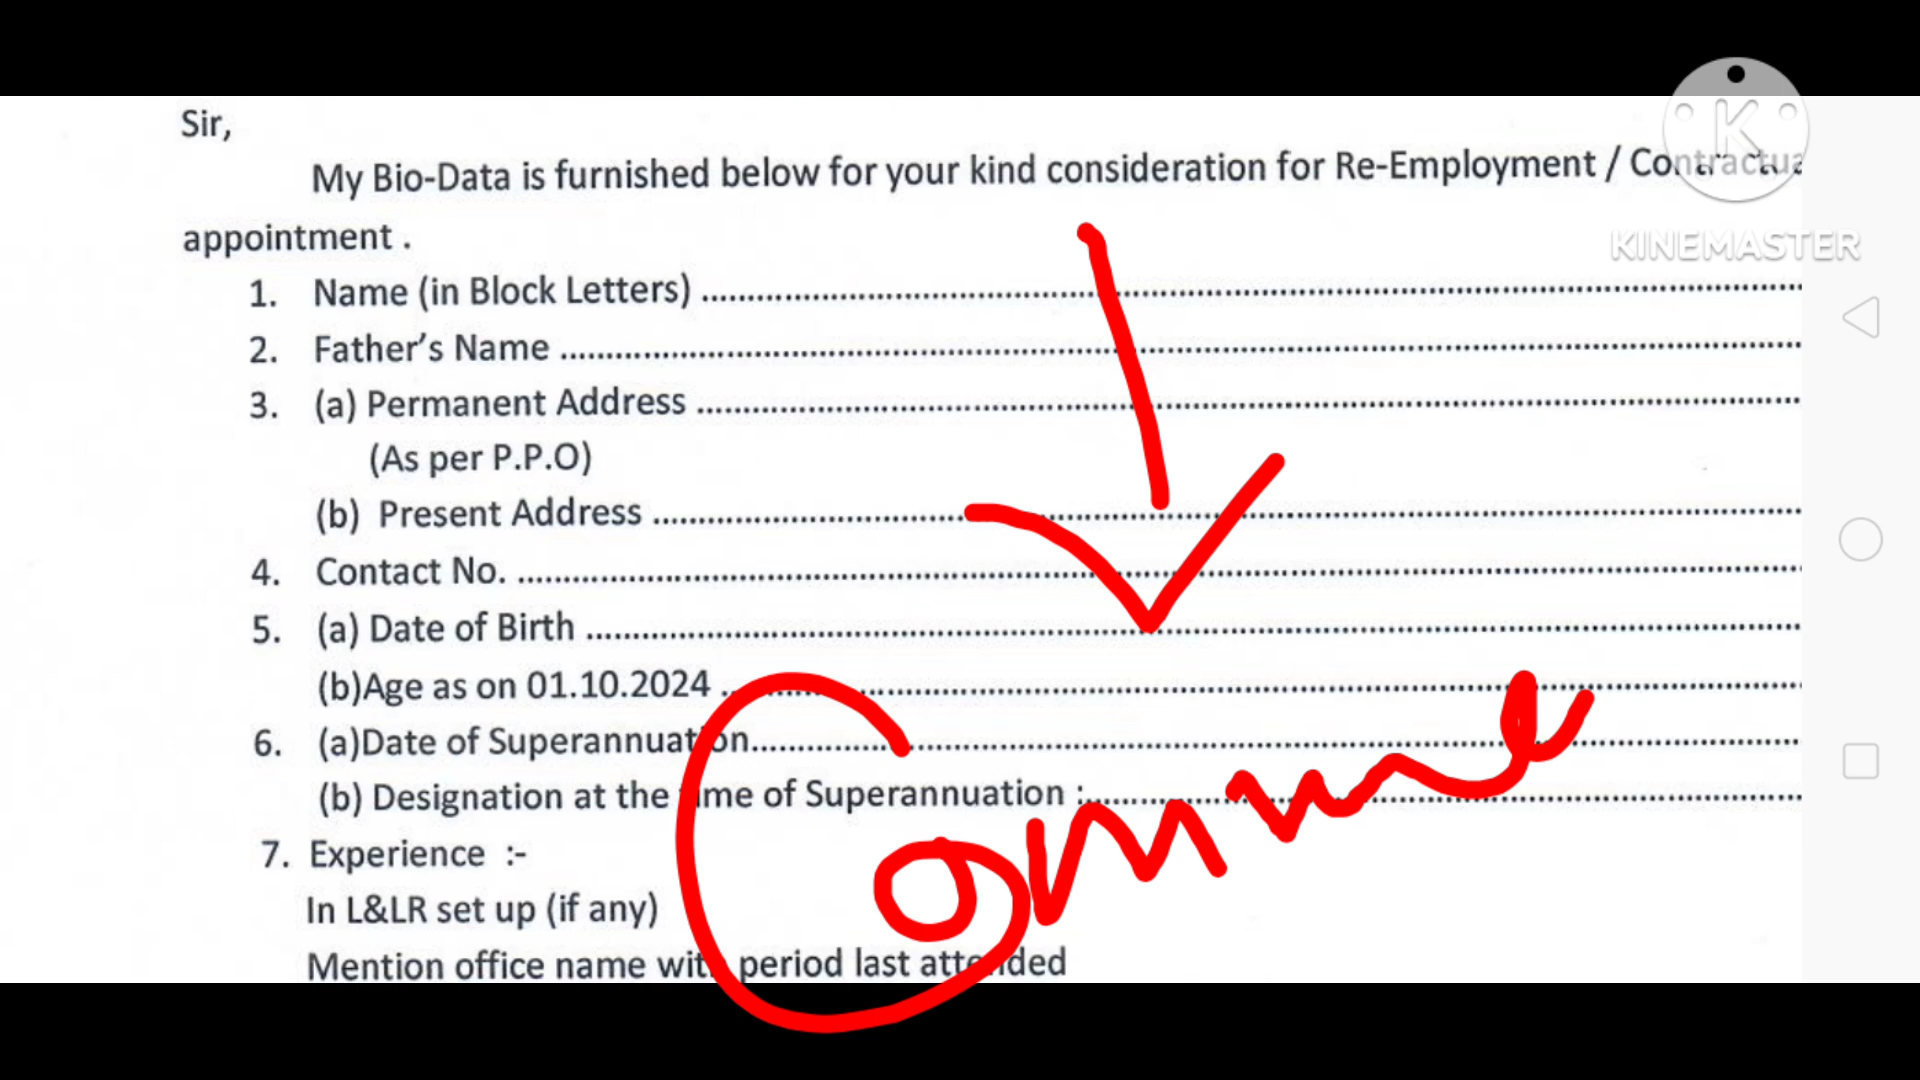 Sir,
My Bio-Data is furnished below for your kind consideration for Re-Employment / Contractua
appointment .
1. Name (in Block Letters) ................................................
2. Father's Name ................................................
3. (a) Permanent Address ................................................
(As per P.P.O)
(b) Present Address ................................................
4. Contact No. ................................................
5. (a) Date of Birth ................................................
(b)Age as on 01.10.2024 ................................................
6. (a)Date of Superannuation................................................
(b) Designation at the time of Superannuation :................................................
7. Experience :-
In L&LR set up (if any)
Mention office name with period last attended
K
KINEMASTER